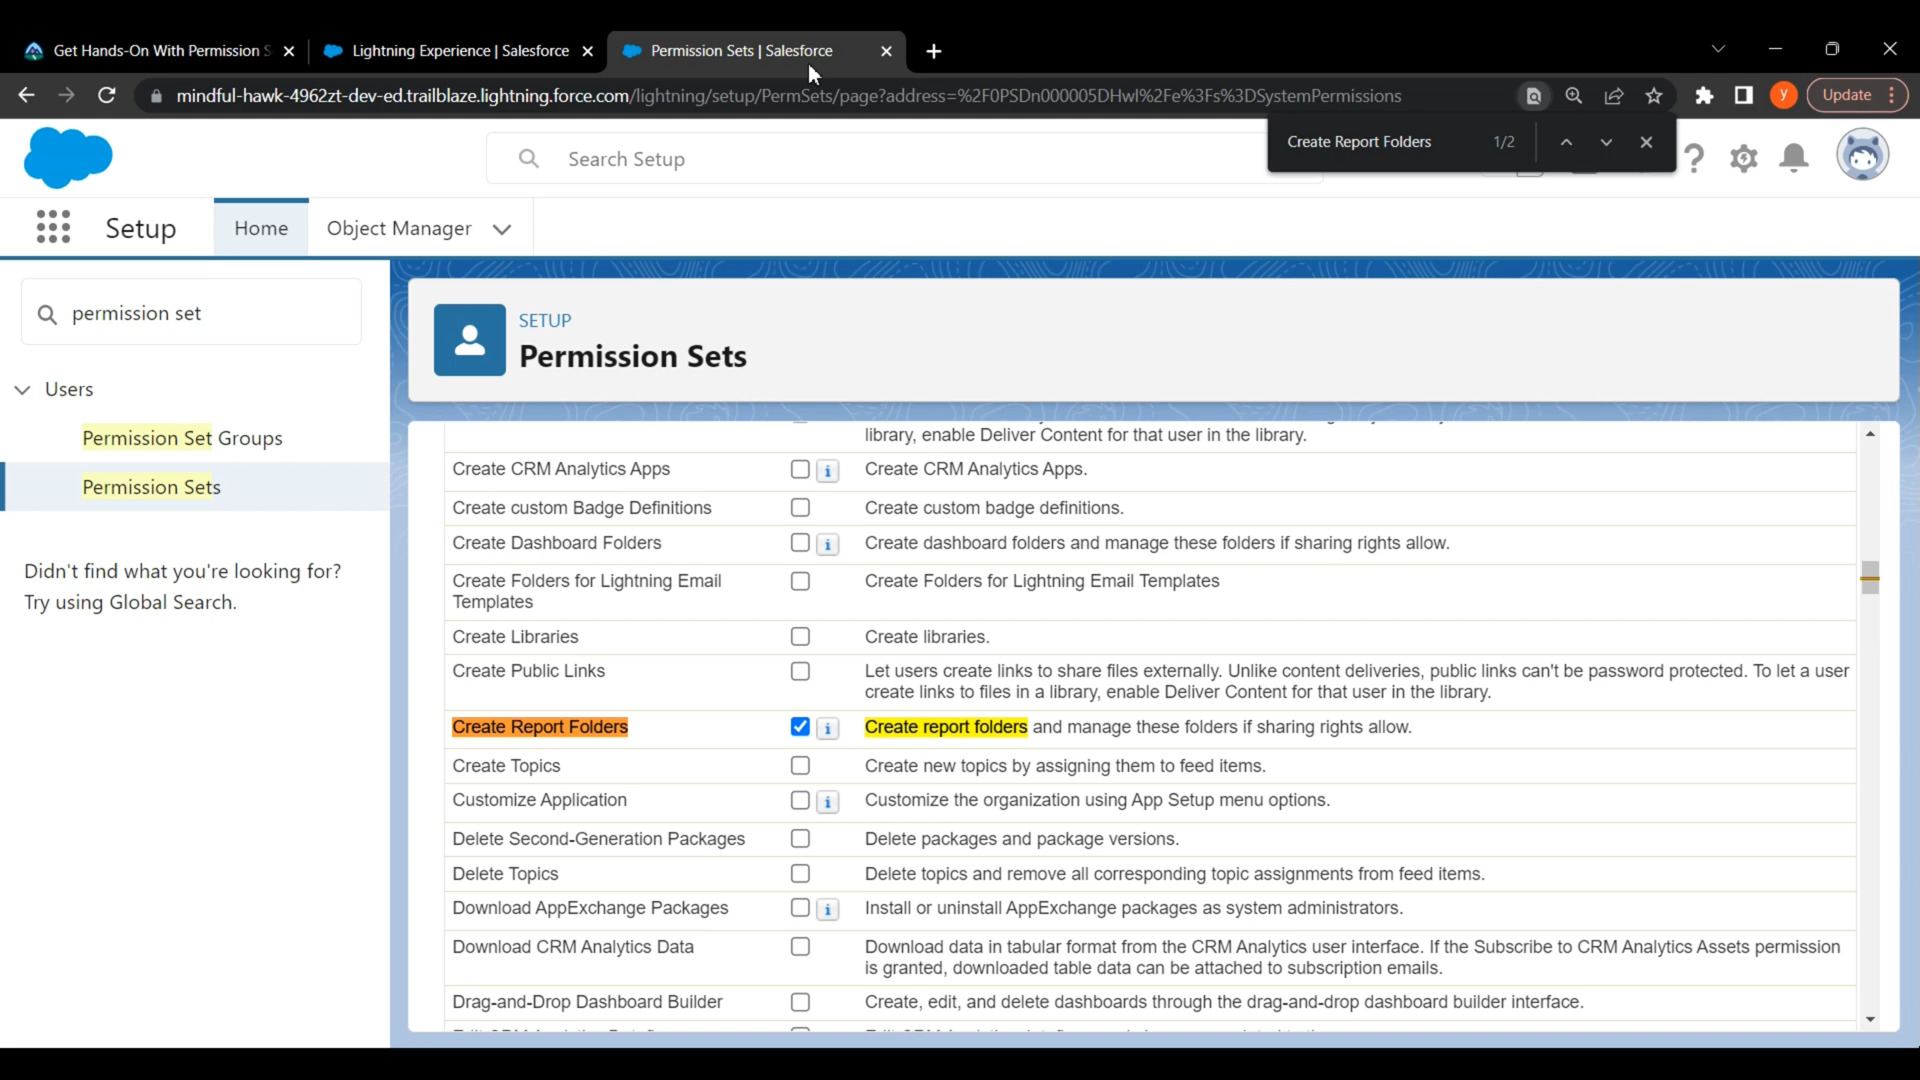 Get Hands-On With Permission S
Lightning Experience | Salesforce
Permission Sets | Salesforce
mindful-hawk-4962zt-dev-ed.trailblaze.lightning.force.com/lightning/setup/PermSets/page?address=%2F0PSDn000005DHwI%2Fe%3Fs%3DSystemPermissions
y
Update
Create Report Folders 1/2
Search Setup
Setup
Home
Object Manager
permission set
Users
Permission Set Groups
Permission Sets
Didn't find what you're looking for?
Try using Global Search.
SETUP
Permission Sets
library, enable Deliver Content for that user in the library.
Create CRM Analytics Apps i Create CRM Analytics Apps.
Create custom Badge Definitions Create custom badge definitions.
Create Dashboard Folders i Create dashboard folders and manage these folders if sharing rights allow.
Create Folders for Lightning Email Create Folders for Lightning Email Templates
Templates
Create Libraries Create libraries.
Create Public Links Let users create links to share files externally. Unlike content deliveries, public links can't be password protected. To let a user
create links to files in a library, enable Deliver Content for that user in the library.
Create Report Folders i Create report folders and manage these folders if sharing rights allow.
Create Topics Create new topics by assigning them to feed items.
Customize Application i Customize the organization using App Setup menu options.
Delete Second-Generation Packages Delete packages and package versions.
Delete Topics Delete topics and remove all corresponding topic assignments from feed items.
Download AppExchange Packages i Install or uninstall AppExchange packages as system administrators.
Download CRM Analytics Data Download data in tabular format from the CRM Analytics user interface. If the Subscribe to CRM Analytics Assets permission
is granted, downloaded table data can be attached to subscription emails.
Drag-and-Drop Dashboard Builder Create, edit, and delete dashboards through the drag-and-drop dashboard builder interface.